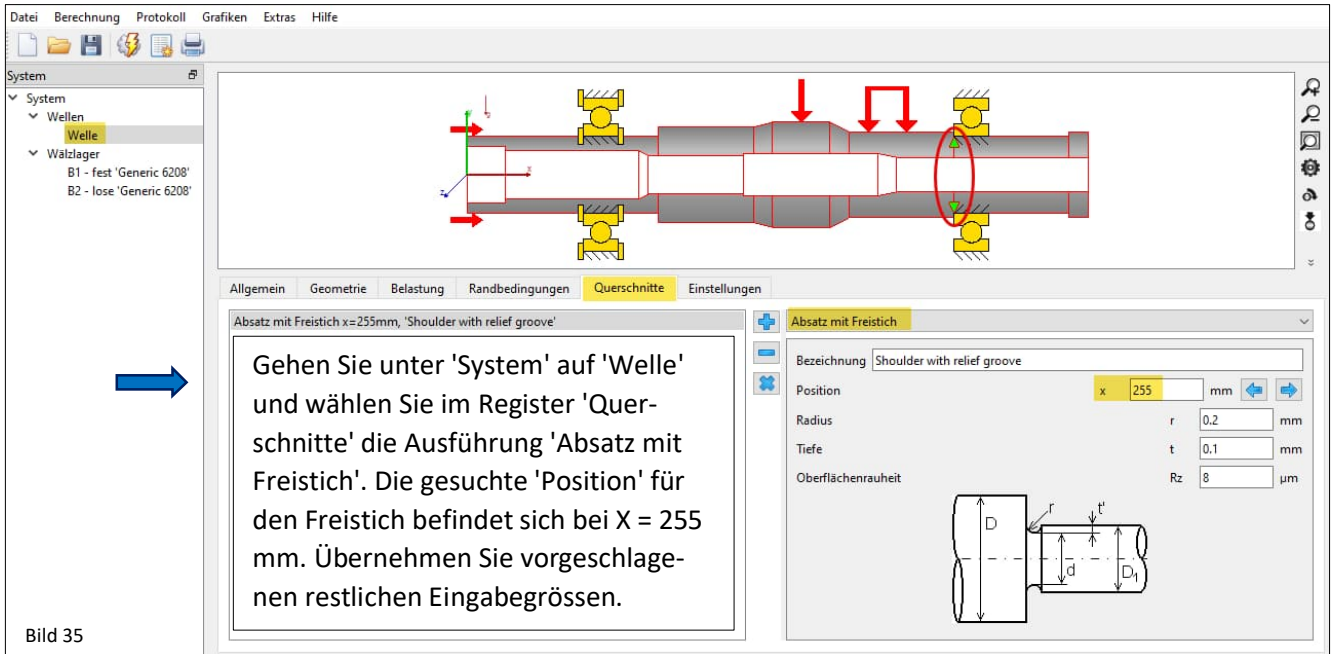 Datei Berechnung Protokoll Grafiken Extras Hilfe
System
System
Wellen
Welle
Wälzlager
B1 - fest 'Generic 6208'
B2 - lose 'Generic 6208'
Allgemein Geometrie Belastung Randbedingungen Querschnitte Einstellungen
Absatz mit Freistich x=255mm, 'Shoulder with relief groove'
Gehen Sie unter 'System' auf 'Welle'
und wählen Sie im Register 'Quer-
schnitte' die Ausführung 'Absatz mit
Freistich'. Die gesuchte 'Position' für
den Freistich befindet sich bei X = 255
mm. Übernehmen Sie vorgeschlage-
nen restlichen Eingabegrössen.
Absatz mit Freistich
Bezeichnung Shoulder with relief groove
Position x 255 mm
Radius r 0.2 mm
Tiefe t 0.1 mm
Oberflächenrauheit Rz 8 µm
D r t'
d D1
Bild 35